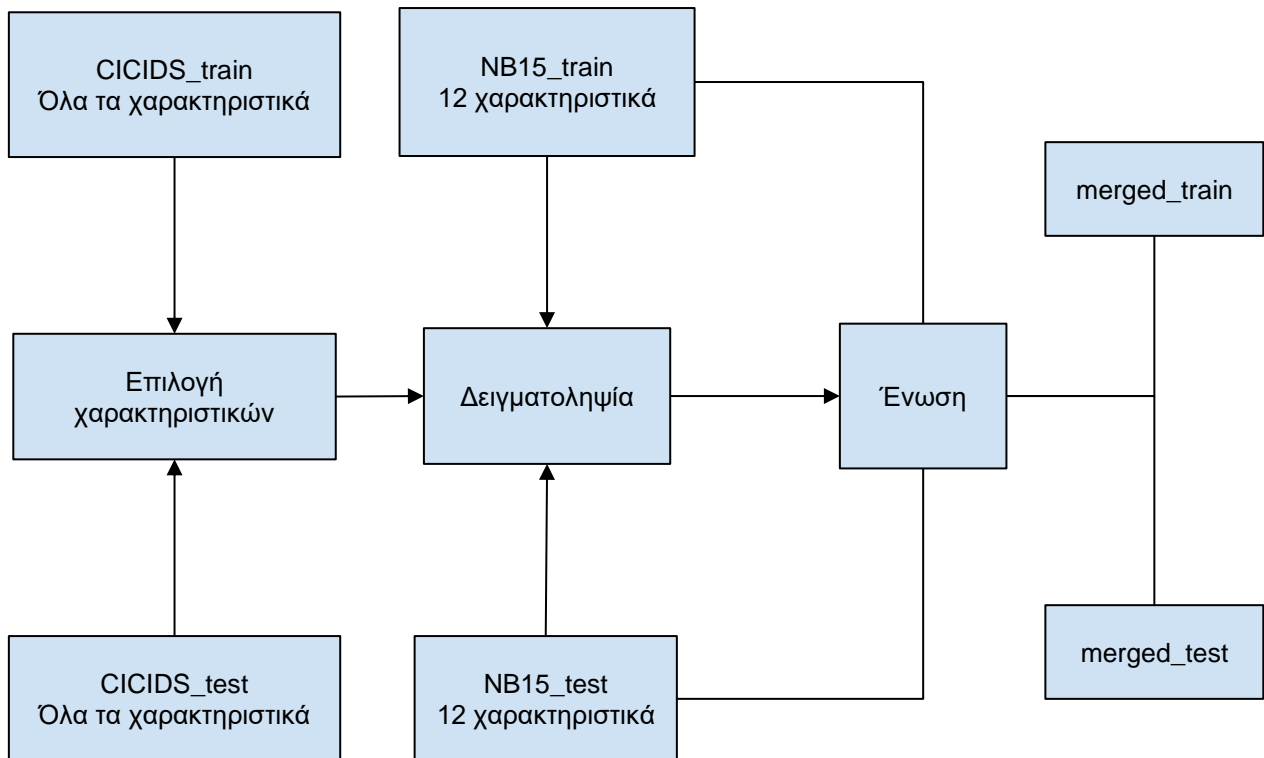 CICIDS_train
Όλα τα χαρακτηριστικά
NB15_train
12 χαρακτηριστικά
merged_train
Επιλογή
χαρακτηριστικών
Δειγματοληψία
Ένωση
CICIDS_test
Όλα τα χαρακτηριστικά
NB15_test
12 χαρακτηριστικά
merged_test